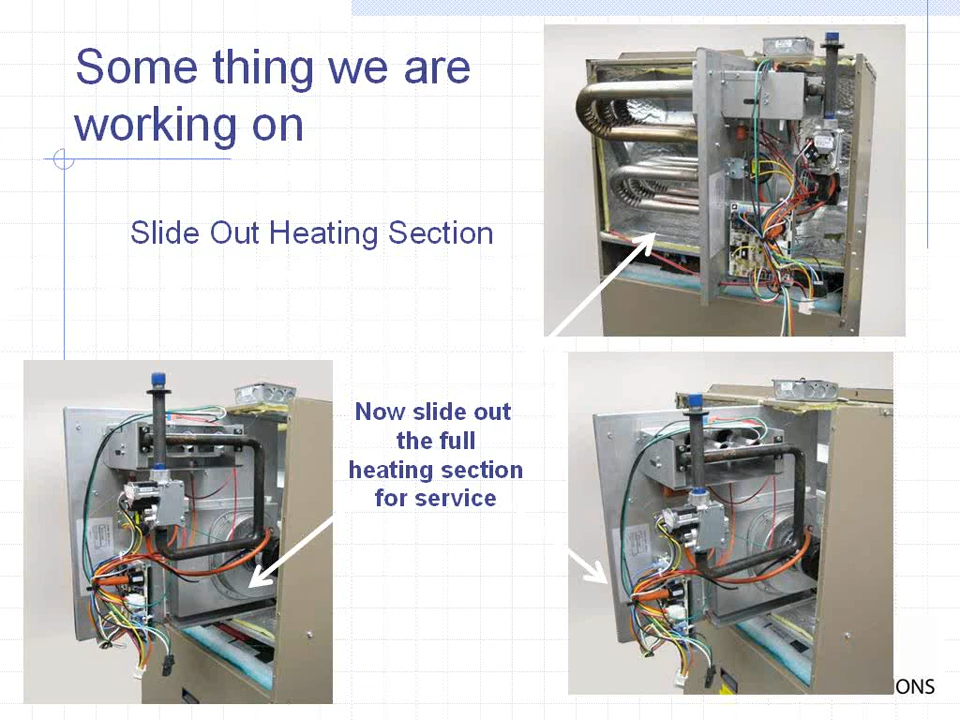 Some thing we are
working on
Slide Out Heating Section
Now slide out
the full
heating section
for service
IONS